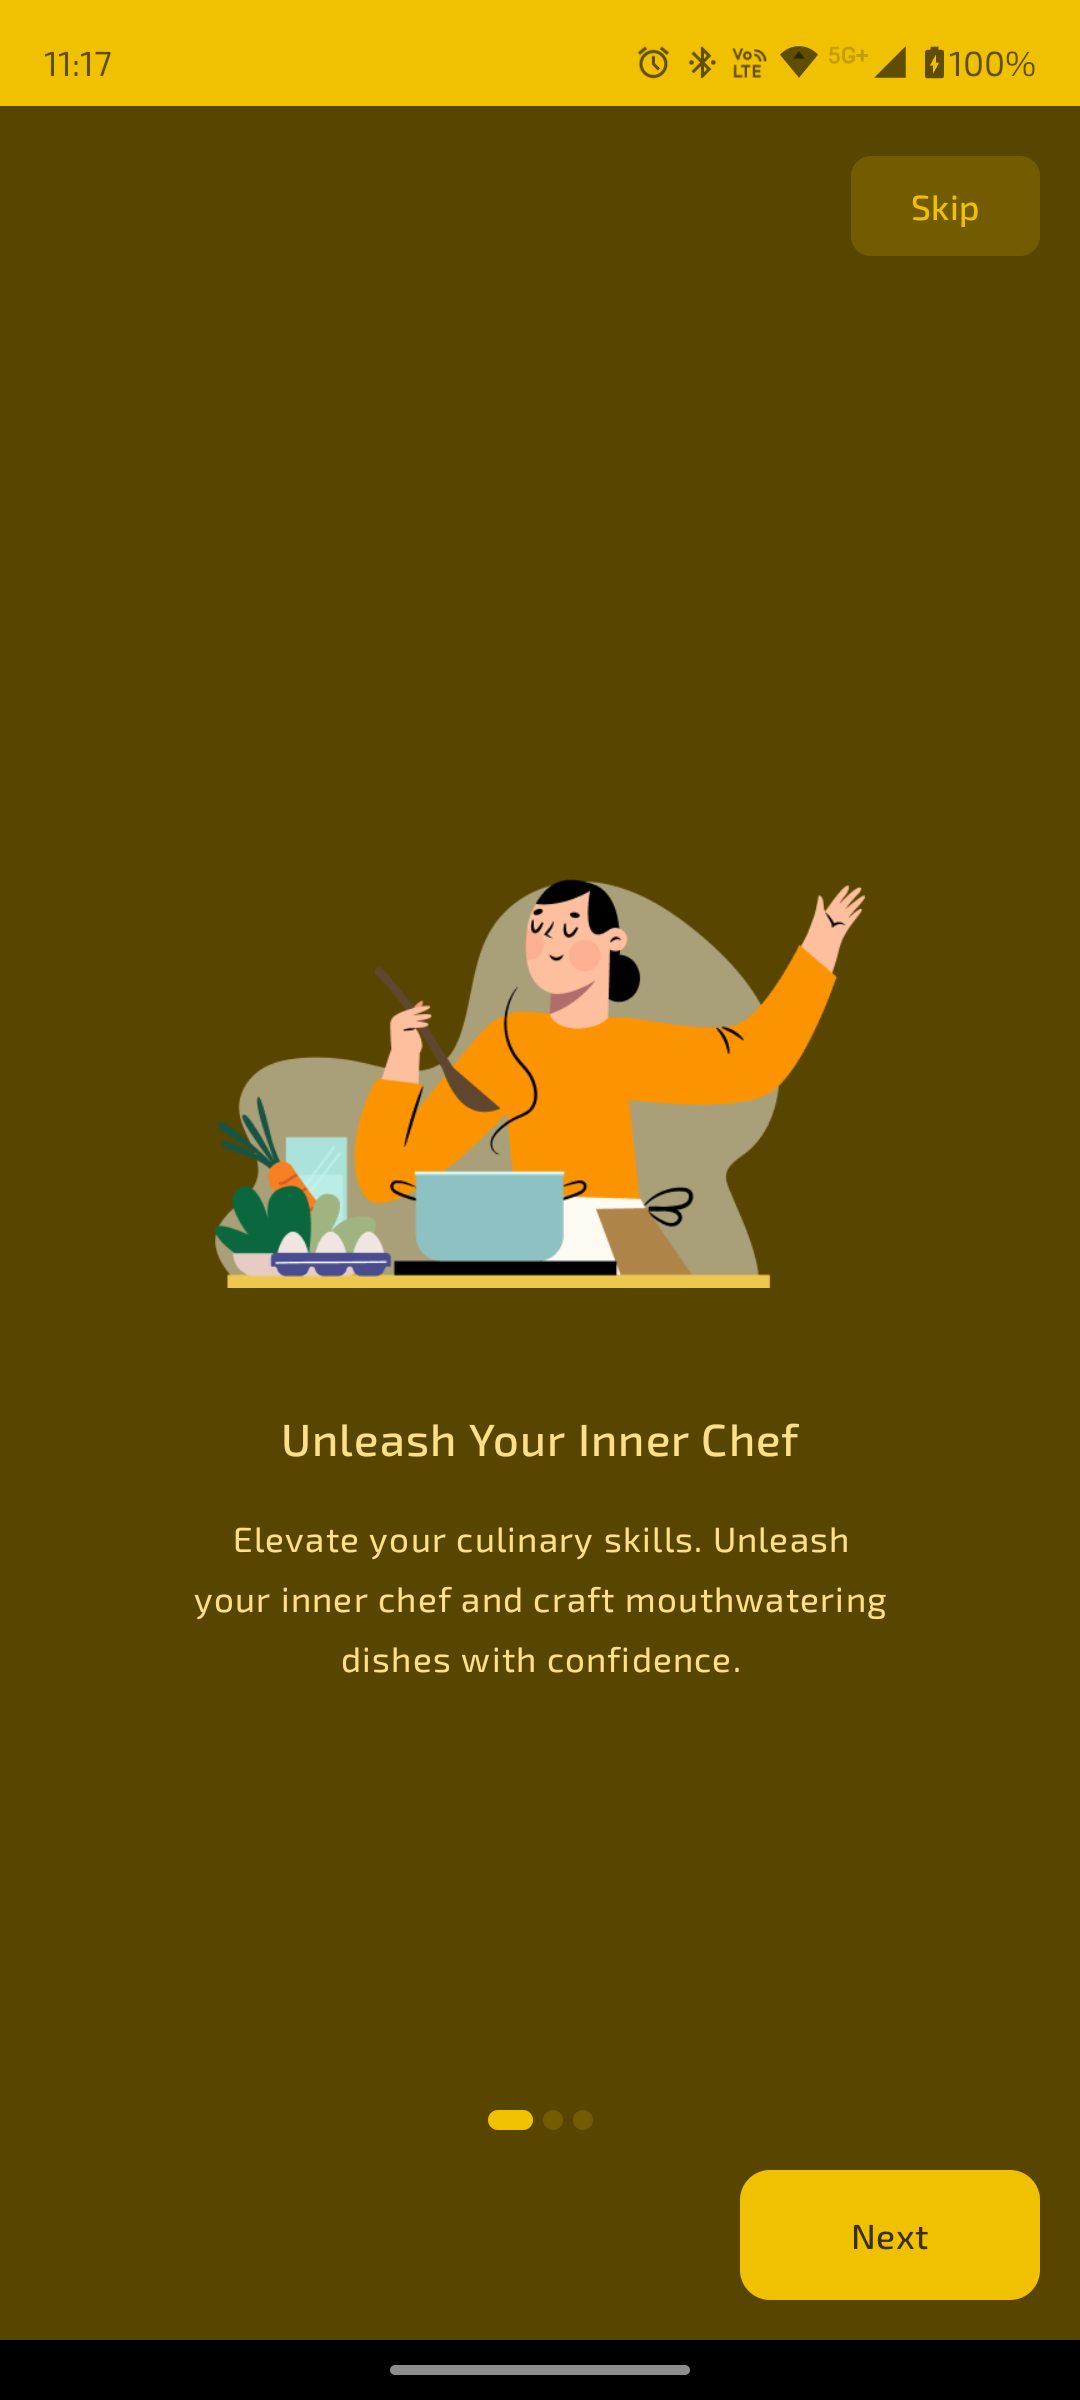 11:17
Vo
LTE
5G+
100%
Skip
Unleash Your Inner Chef
Elevate your culinary skills. Unleash
your inner chef and craft mouthwatering
dishes with confidence.
Next